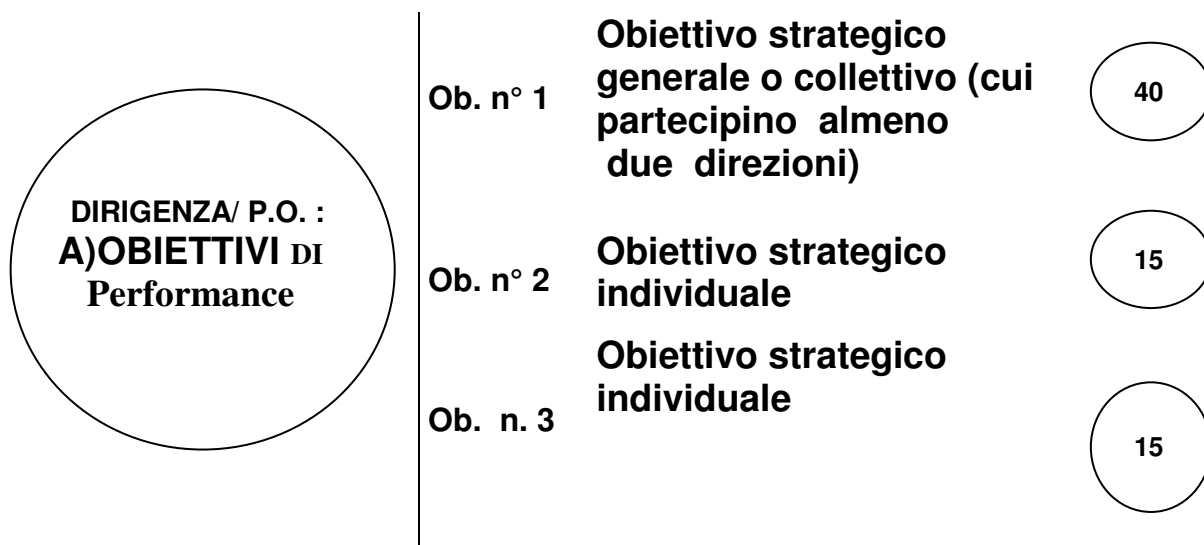 DIRIGENZA/ P.O. :
A)OBIETTIVI DI
Performance
Ob. n° 1
Obiettivo strategico
generale o collettivo (cui
partecipino almeno
due direzioni)
40
Ob. n° 2
Obiettivo strategico
individuale
15
Ob. n. 3
Obiettivo strategico
individuale
15